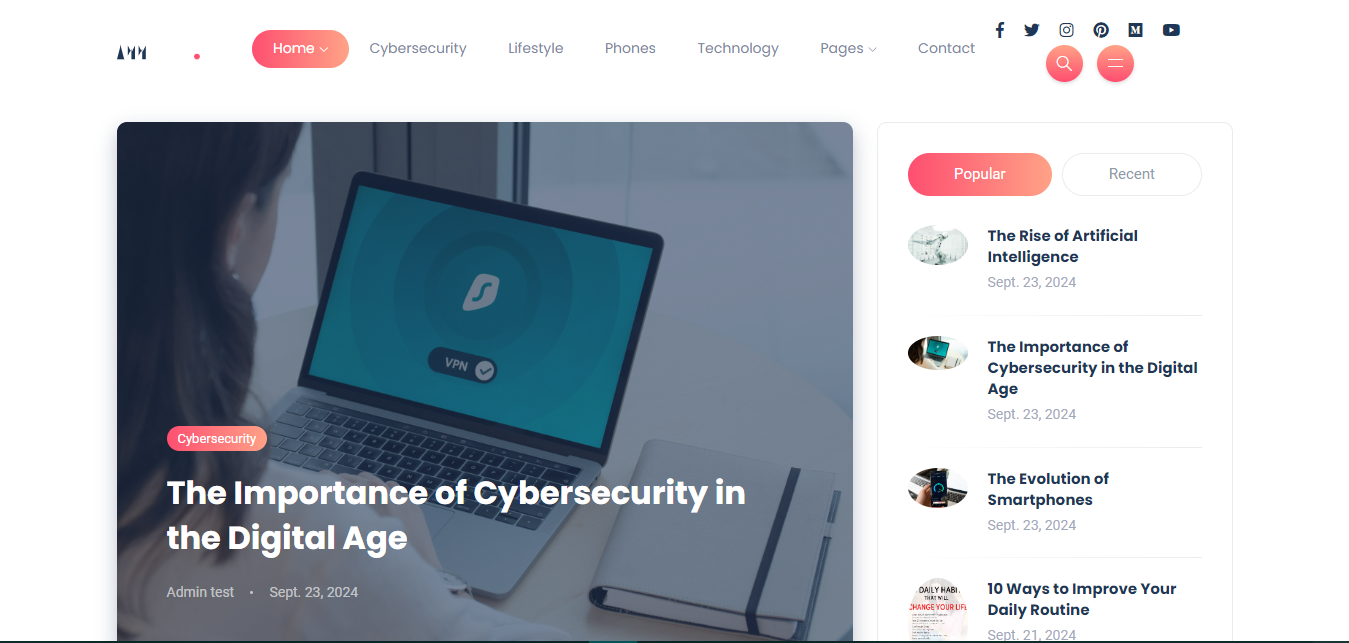 Home
Cybersecurity
Lifestyle
Phones
Technology
Pages
Contact
Popular
Recent
The Rise of Artificial
Intelligence
Sept. 23, 2024
The Importance of
Cybersecurity in the Digital
Age
Sept. 23, 2024
The Evolution of
Smartphones
Sept. 23, 2024
DAILY HABI
THAT WILL
CHANGE YOUR LIFE
10 Ways to Improve Your
Daily Routine
Sept. 21, 2024
VPN
Cybersecurity
The Importance of Cybersecurity in
the Digital Age
Admin test • Sept. 23, 2024